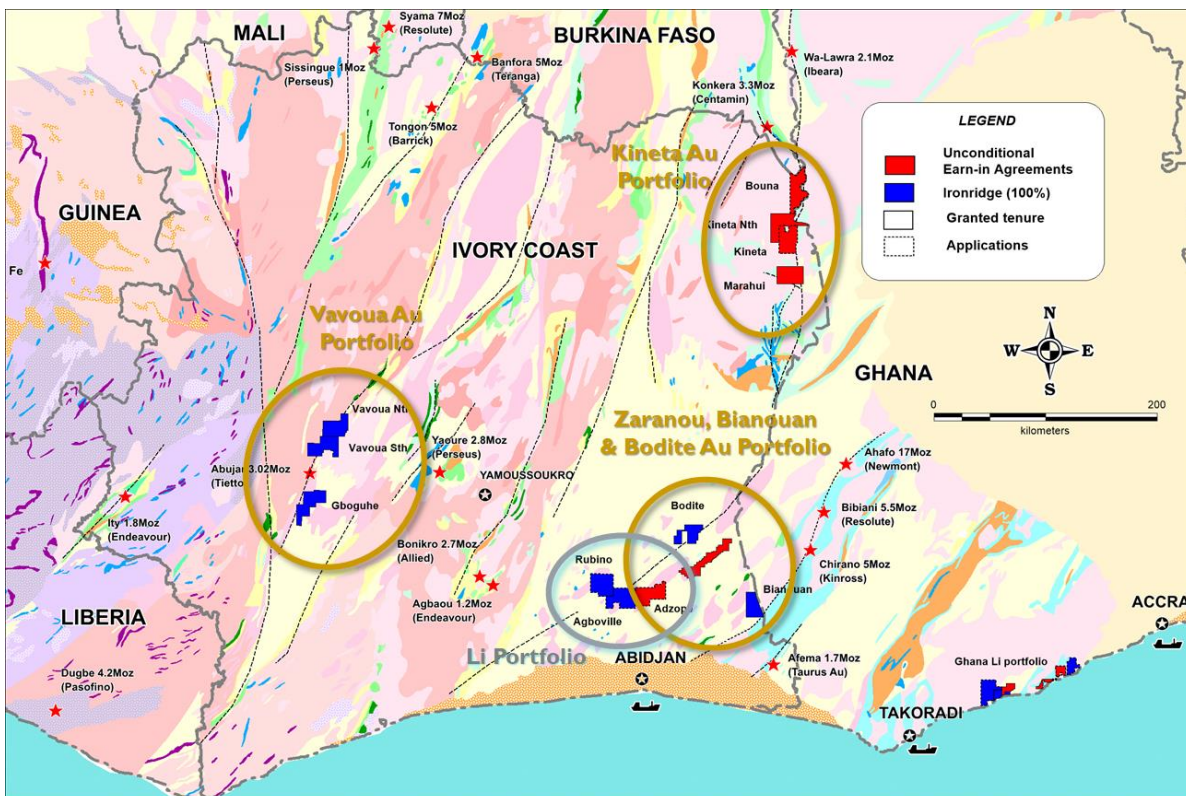 MALI
Syama 7Moz
(Resolute)
BURKINA FASO
Sissingue 1Moz
(Perseus)
Banfora 5Moz
(Teranga)
Wa-Lawra 2.1Moz
(Ibeara)
Konkera 3.3Moz
(Centamin)
Tongon 5Moz
(Barrick)
LEGEND
Unconditional
Earn-in Agreements
Ironridge (100%)
Granted tenure
Applications
Kineta Au
Portfolio
Bouna
Kineta Nth
Kineta
Marahui
GUINEA
Fe
IVORY COAST
Vavoua Au
Portfolio
N
W
E
S
GHANA
0
200
kilometers
Vavoua Nth
Vavoua Sth
Abujar 3.02Moz
(Tietto)
Gboguhe
Yaoure 2.8Moz
(Perseus)
YAMOUSSOUKRO
Zaranou, Bianouan
& Bodite Au Portfolio
Ahafo 17Moz
(Newmont)
Bibiani 5.5Moz
(Resolute)
Chirano 5Moz
(Kinross)
Ity 1.8Moz
(Endeavour)
Bonikro 2.7Moz
(Allied)
Agbaou 1.2Moz
(Endeavour)
Bodite
Rubino
Bianouan
Agboville
Adzope
LIBERIA
Li Portfolio
ABIDJAN
Afema 1.7Moz
(Taurus Au)
Dugbe 4.2Moz
(Pasofino)
ACCRA
Ghana Li portfolio
TAKORADI